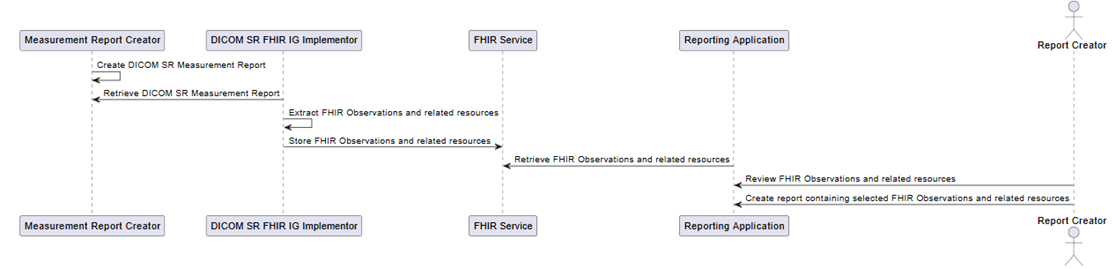 Measurement Report Creator
DICOM SR FHIR IG Implementor
FHIR Service
Reporting Application
Report Creator
Create DICOM SR Measurement Report
Retrieve DICOM SR Measurement Report
Extract FHIR Observations and related resources
Store FHIR Observations and related resources
Retrieve FHIR Observations and related resources
Review FHIR Observations and related resources
Create report containing selected FHIR Observations and related resources
Measurement Report Creator
DICOM SR FHIR IG Implementor
FHIR Service
Reporting Application
Report Creator